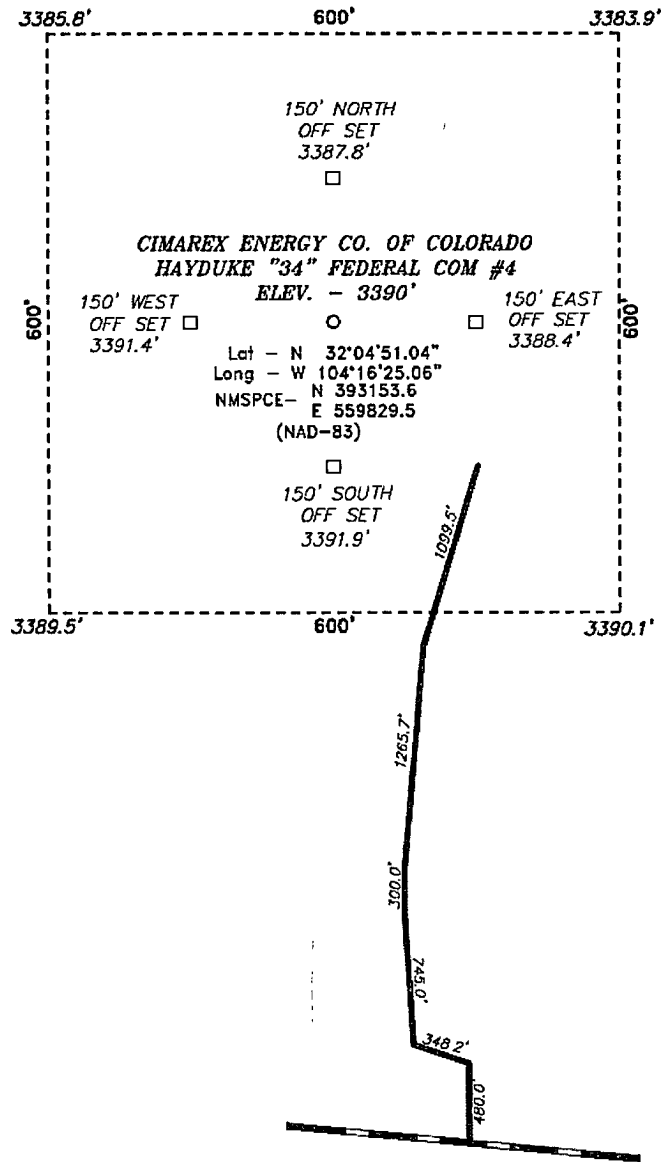 3385.8' 600' 3383.9'
150' NORTH
OFF SET
3387.8'
CIMAREX ENERGY CO. OF COLORADO
HAYDUKE "34" FEDERAL COM #4
ELEV. - 3390'
150' WEST
OFF SET
3391.4'
150' EAST
OFF SET
3388.4'
600'
600'
Lat - N 32°04'51.04"
Long - W 104°16'25.06"
NMSPCE- N 393153.6
E 559829.5
(NAD-83)
150' SOUTH
OFF SET
3391.9'
1099.5'
3389.5' 600' 3390.1'
1265.7'
300.0'
745.0'
348.2'
480.0'